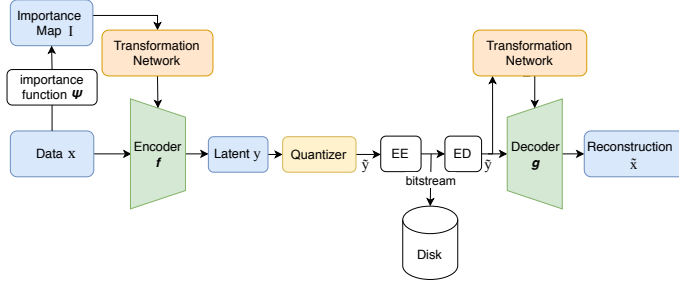 Importance
Map I
Transformation
Network
importance
function Ψ
Data x
Encoder
f
Latent y
Quantizer
ỹ
EE
bitstream
ED
ỹ
Disk
Transformation
Network
Decoder
g
Reconstruction
x̃